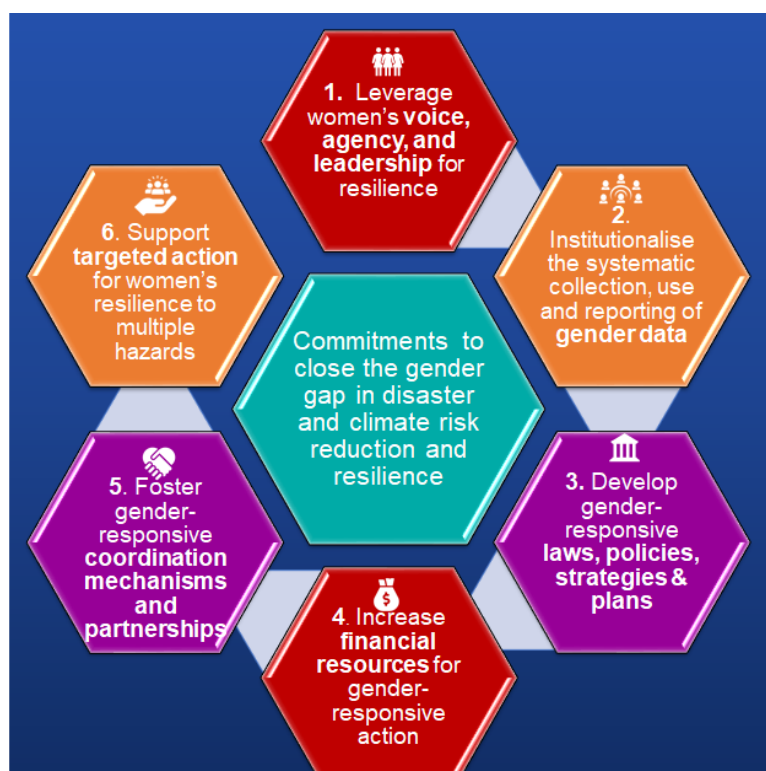 1. Leverage
women's voice,
agency, and
leadership for
resilience
2.
Institutionalise
the systematic
collection, use
and reporting of
gender data
3. Develop
gender-
responsive
laws, policies,
strategies &
plans
4. Increase
financial
resources for
gender-
responsive
action
5. Foster
gender-
responsive
coordination
mechanisms
and
partnerships
6. Support
targeted action
for women's
resilience to
multiple
hazards
Commitments to
close the gender
gap in disaster
and climate risk
reduction and
resilience